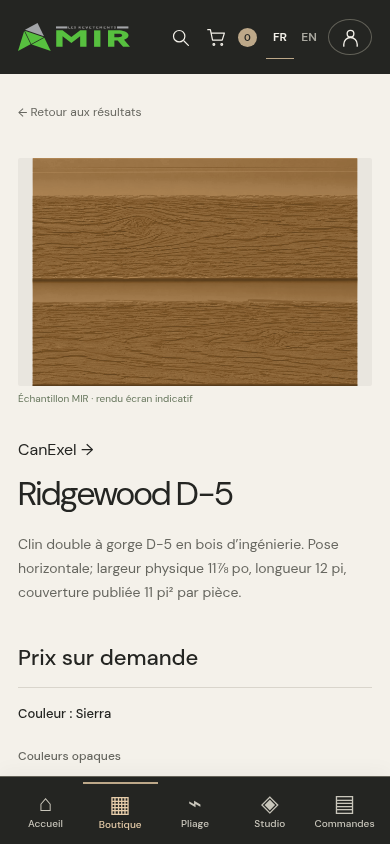 LES REVÊTEMENTS
MIR
0
FR
EN
← Retour aux résultats
Échantillon MIR · rendu écran indicatif
CanExel →
Ridgewood D-5
Clin double à gorge D-5 en bois d'ingénierie. Pose
horizontale; largeur physique 11⅞ po, longueur 12 pi,
couverture publiée 11 pi² par pièce.
Prix sur demande
Couleur : Sierra
Couleurs opaques
Accueil
Boutique
Pliage
Studio
Commandes